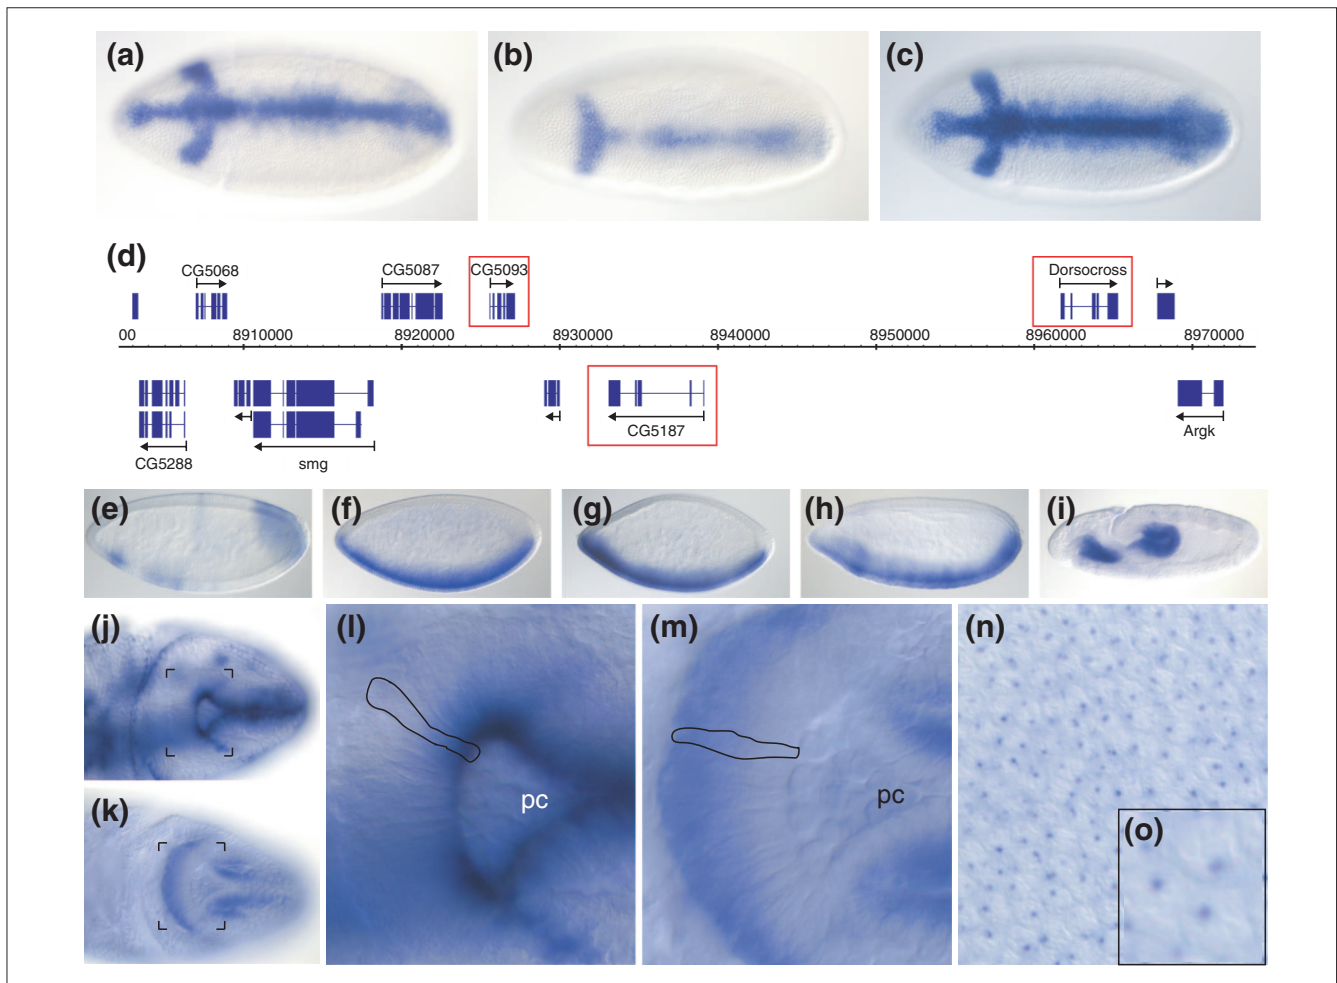 (a)
(b)
(c)
(d)
CG5068
CG5087
CG5093
Dorsocross
00 8910000 8920000 8930000 8940000 8950000 8960000 8970000
CG5288
smg
CG5187
Argk
(e)
(f)
(g)
(h)
(i)
(j)
(k)
(l)
pc
(m)
pc
(n)
(o)